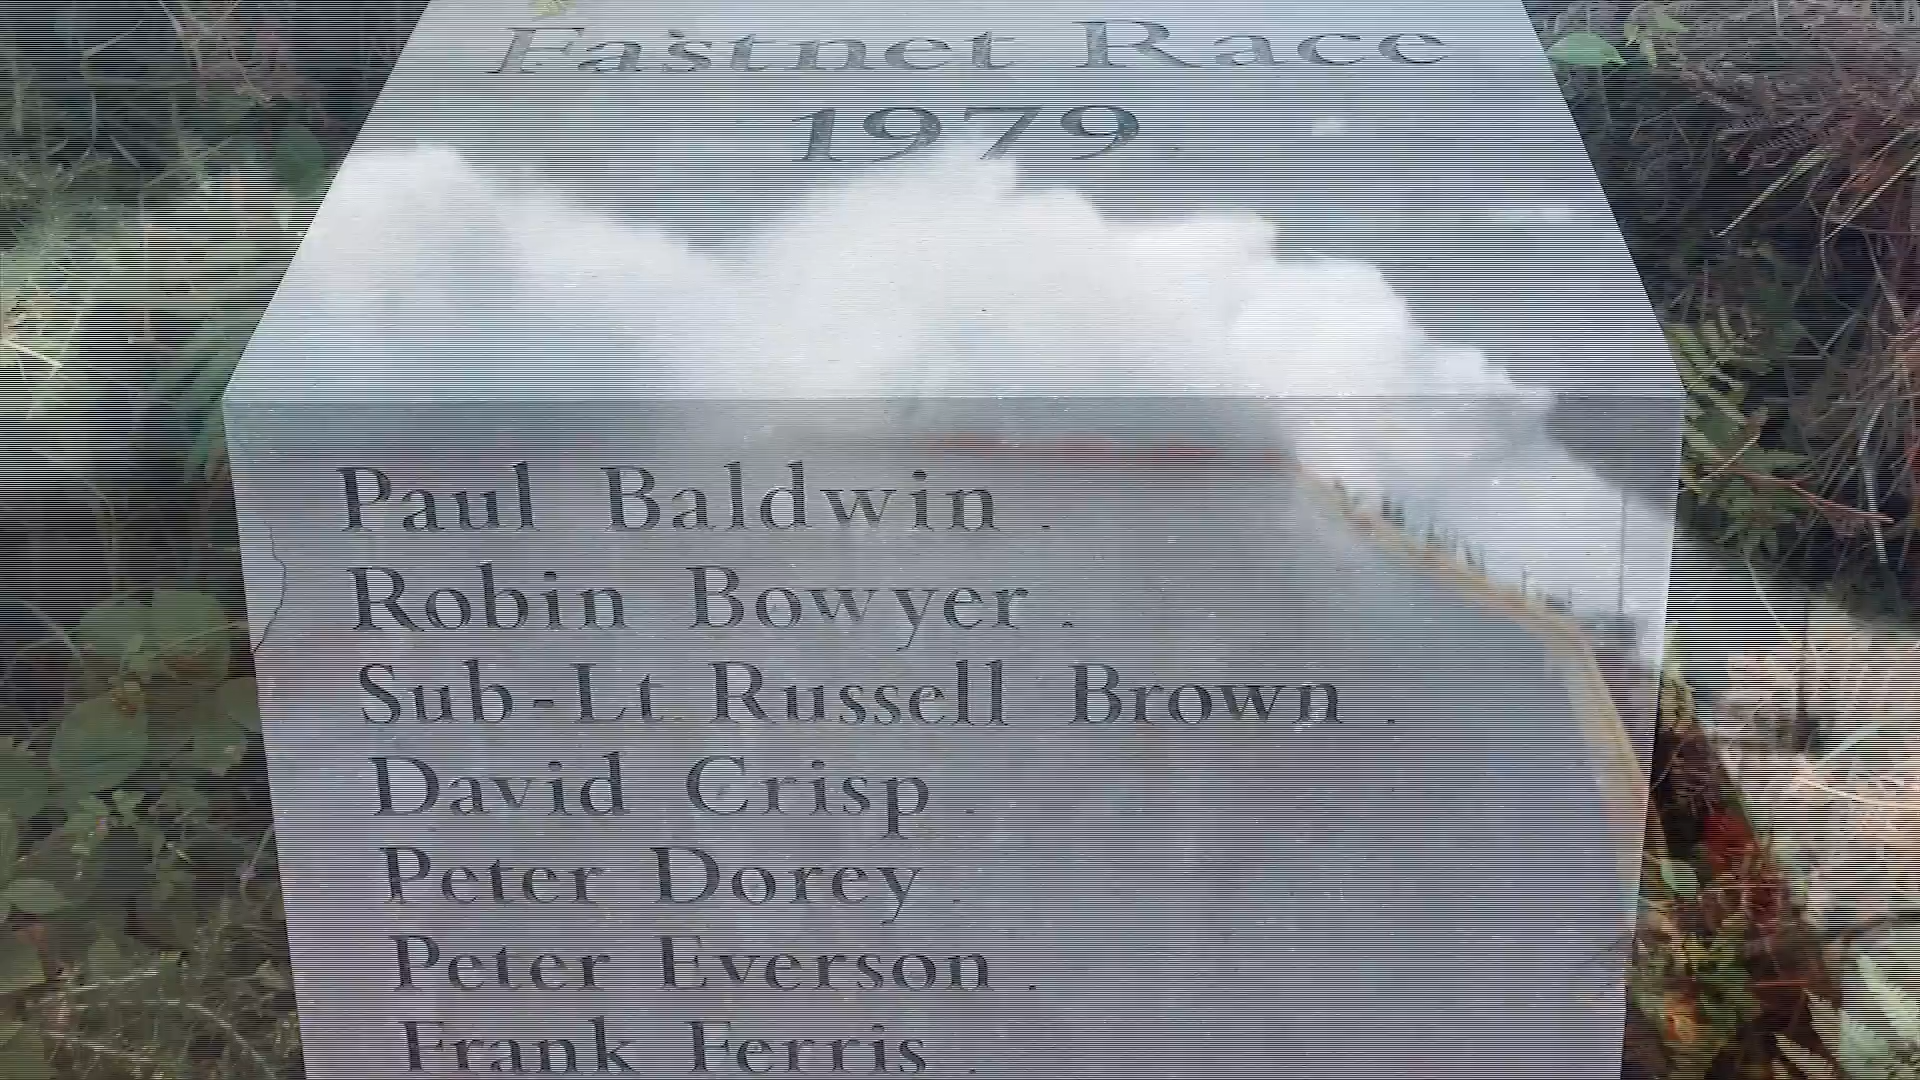 Fastnet Race
1979
Paul Baldwin .
Robin Bowyer .
Sub-Lt Russell Brown .
David Crisp .
Peter Dorey .
Peter Everson .
Frank Ferris .